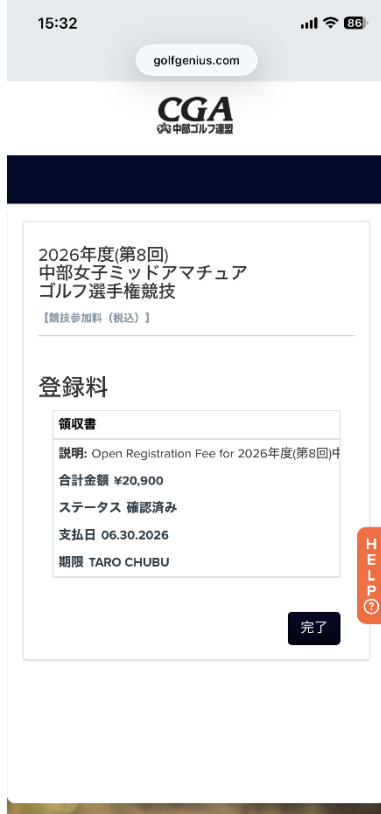 15:32
86
golfgenius.com
CGA
中部ゴルフ連盟
2026年度(第8回)
中部女子ミッドアマチュア
ゴルフ選手権競技
【競技参加料（税込）】
登録料
領収書
説明: Open Registration Fee for 2026年度(第8回)中
合計金額 ¥20,900
ステータス 確認済み
支払日 06.30.2026
期限 TARO CHUBU
HELP?
完了